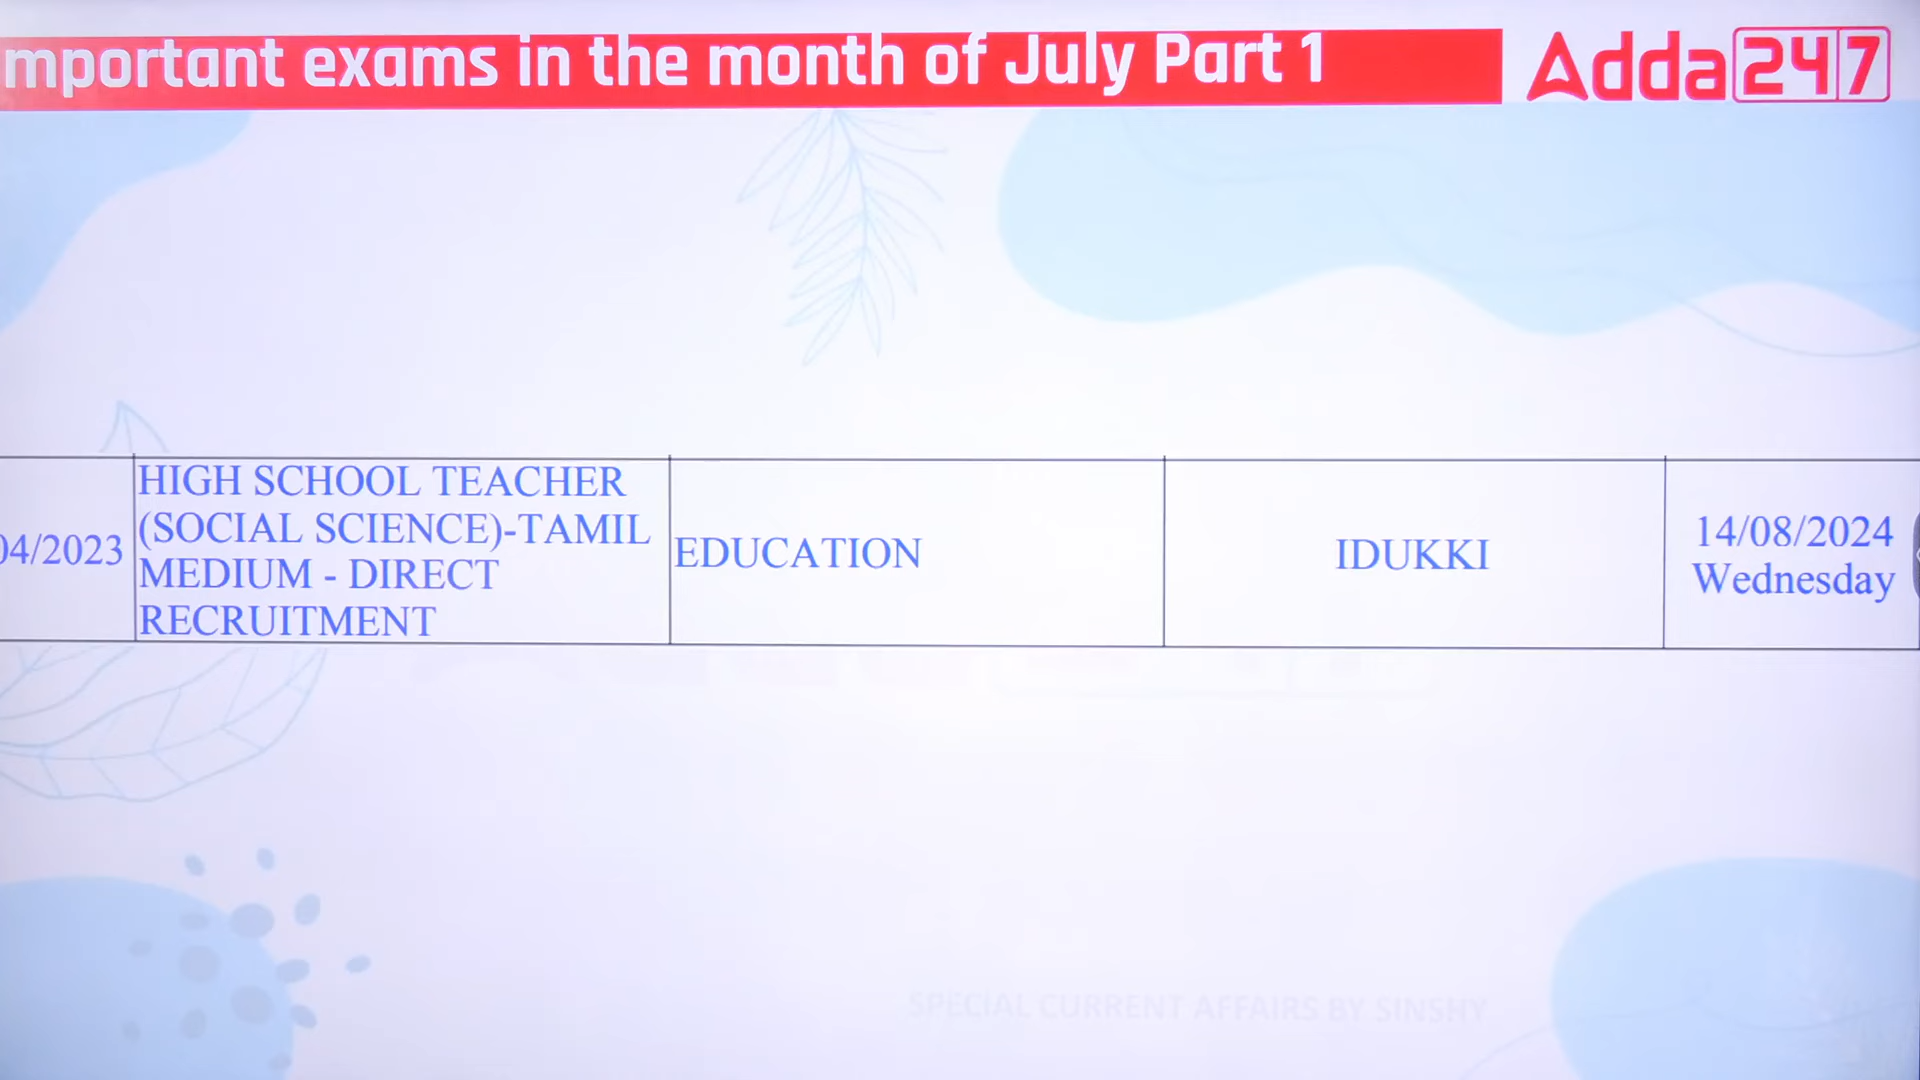 mportant exams in the month of July Part 1
Adda247
04/2023
HIGH SCHOOL TEACHER
(SOCIAL SCIENCE)-TAMIL
MEDIUM - DIRECT
RECRUITMENT
EDUCATION
IDUKKI
14/08/2024
Wednesday
SPECIAL CURRENT AFFAIRS BY SINSHY